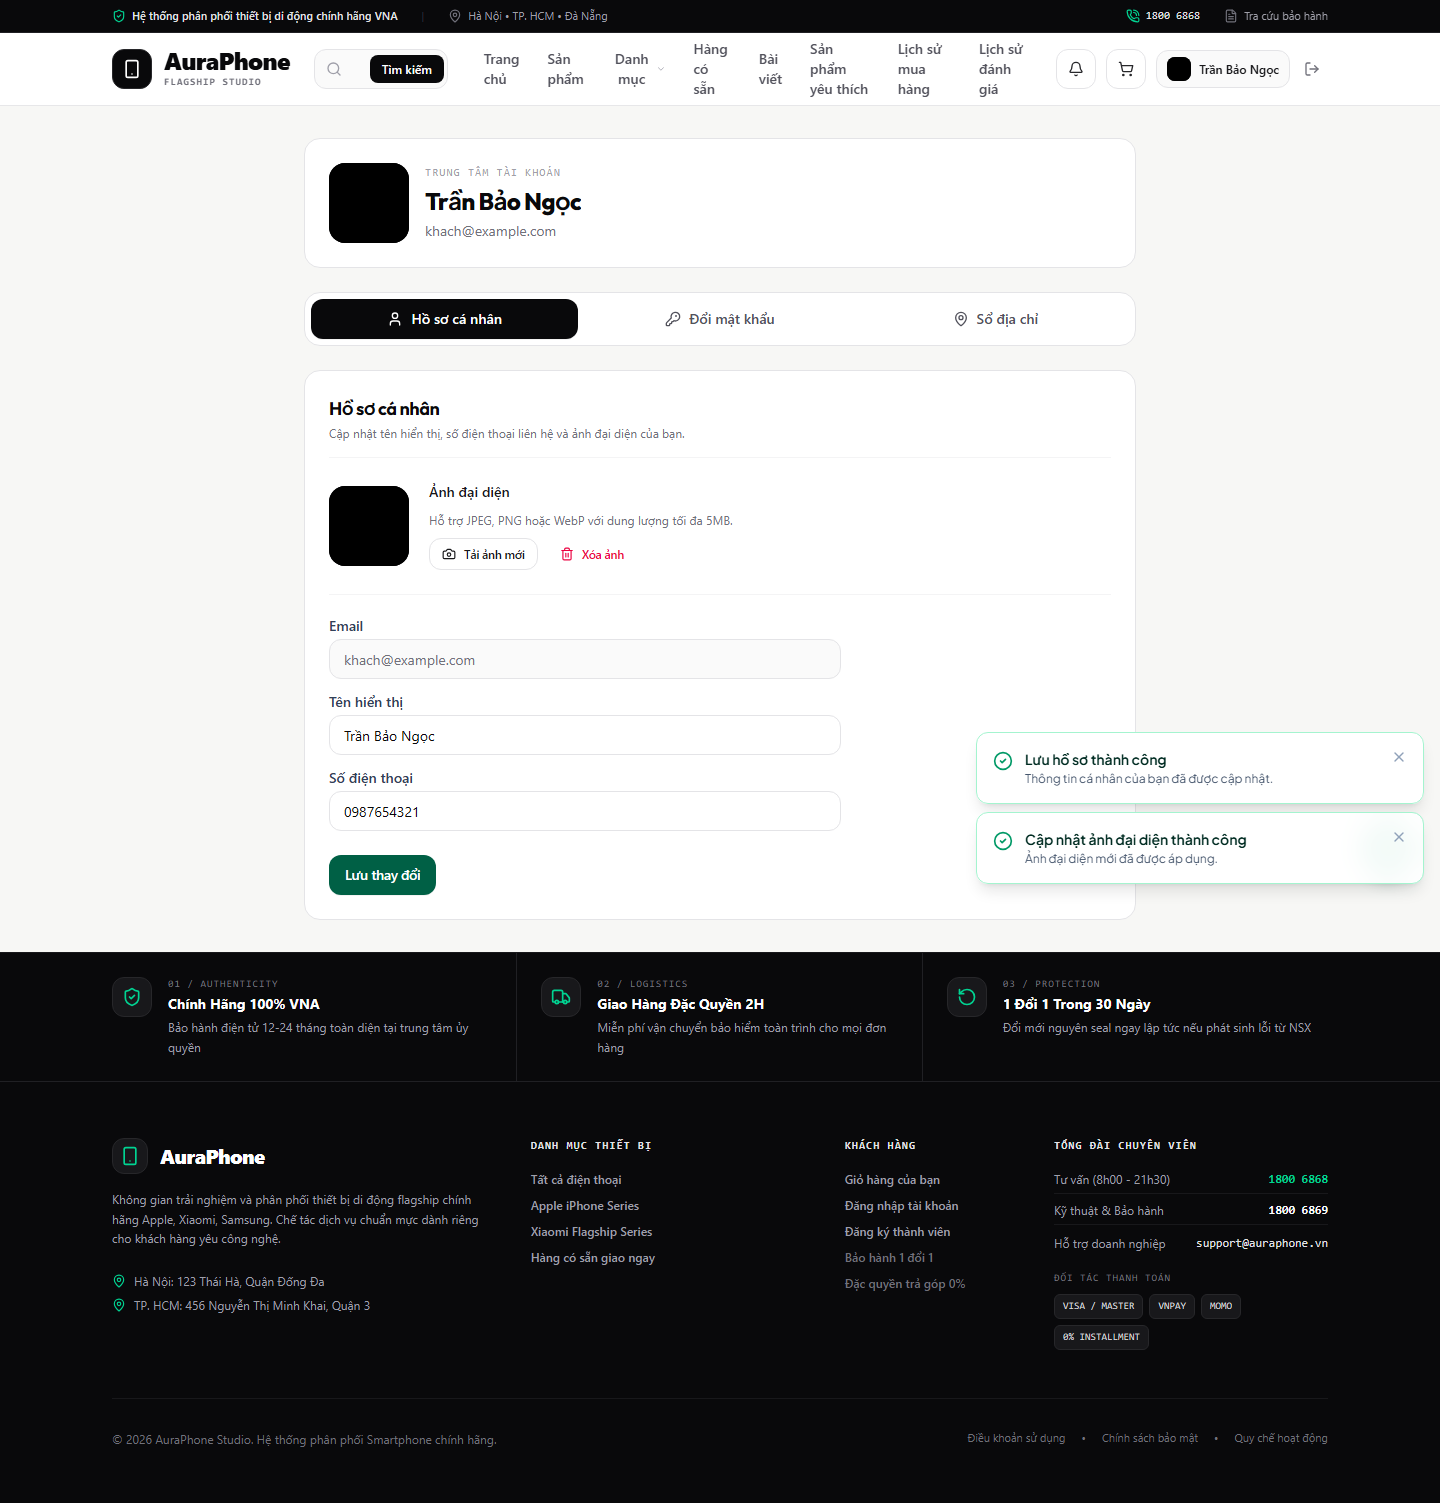 Hệ thống phân phối thiết bị di động chính hãng VNA
Hà Nội • TP. HCM • Đà Nẵng
1800 6868
Tra cứu bảo hành
AuraPhone
FLAGSHIP STUDIO
Tìm kiếm
Trang chủ
Sản phẩm
Danh mục
Hàng có sẵn
Bài viết
Sản phẩm yêu thích
Lịch sử mua hàng
Lịch sử đánh giá
Trần Bảo Ngọc
TRUNG TÂM TÀI KHOẢN
Trần Bảo Ngọc
khach@example.com
Hồ sơ cá nhân
Đổi mật khẩu
Sổ địa chỉ
Hồ sơ cá nhân
Cập nhật tên hiển thị, số điện thoại liên hệ và ảnh đại diện của bạn.
Ảnh đại diện
Hỗ trợ JPEG, PNG hoặc WebP với dung lượng tối đa 5MB.
Tải ảnh mới
Xóa ảnh
Email
khach@example.com
Tên hiển thị
Trần Bảo Ngọc
Số điện thoại
0987654321
Lưu thay đổi
Lưu hồ sơ thành công
Thông tin cá nhân của bạn đã được cập nhật.
Cập nhật ảnh đại diện thành công
Ảnh đại diện mới đã được áp dụng.
01 / AUTHENTICITY
Chính Hãng 100% VNA
Bảo hành điện tử 12-24 tháng toàn diện tại trung tâm ủy
quyền
02 / LOGISTICS
Giao Hàng Đặc Quyền 2H
Miễn phí vận chuyển bảo hiểm toàn trình cho mọi đơn
hàng
03 / PROTECTION
1 Đổi 1 Trong 30 Ngày
Đổi mới nguyên seal ngay lập tức nếu phát sinh lỗi từ NSX
AuraPhone
Không gian trải nghiệm và phân phối thiết bị di động flagship chính
hãng Apple, Xiaomi, Samsung. Chế tác dịch vụ chuẩn mực dành riêng
cho khách hàng yêu công nghệ.
Hà Nội: 123 Thái Hà, Quận Đống Đa
TP. HCM: 456 Nguyễn Thị Minh Khai, Quận 3
DANH MỤC THIẾT BỊ
Tất cả điện thoại
Apple iPhone Series
Xiaomi Flagship Series
Hàng có sẵn giao ngay
KHÁCH HÀNG
Giỏ hàng của bạn
Đăng nhập tài khoản
Đăng ký thành viên
Bảo hành 1 đổi 1
Đặc quyền trả góp 0%
TỔNG ĐÀI CHUYÊN VIÊN
Tư vấn (8h00 - 21h30) 1800 6868
Kỹ thuật & Bảo hành 1800 6869
Hỗ trợ doanh nghiệp support@auraphone.vn
ĐỐI TÁC THANH TOÁN
VISA / MASTER
VNPAY
MOMO
0% INSTALLMENT
© 2026 AuraPhone Studio. Hệ thống phân phối Smartphone chính hãng.
Điều khoản sử dụng • Chính sách bảo mật • Quy chế hoạt động